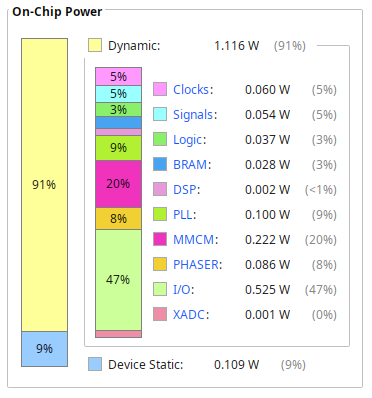 On-Chip Power
Dynamic: 1.116 W (91%)
91%
9%
5%
5%
3%
9%
20%
8%
47%
Clocks: 0.060 W (5%)
Signals: 0.054 W (5%)
Logic: 0.037 W (3%)
BRAM: 0.028 W (3%)
DSP: 0.002 W (<1%)
PLL: 0.100 W (9%)
MMCM: 0.222 W (20%)
PHASER: 0.086 W (8%)
I/O: 0.525 W (47%)
XADC: 0.001 W (0%)
Device Static: 0.109 W (9%)